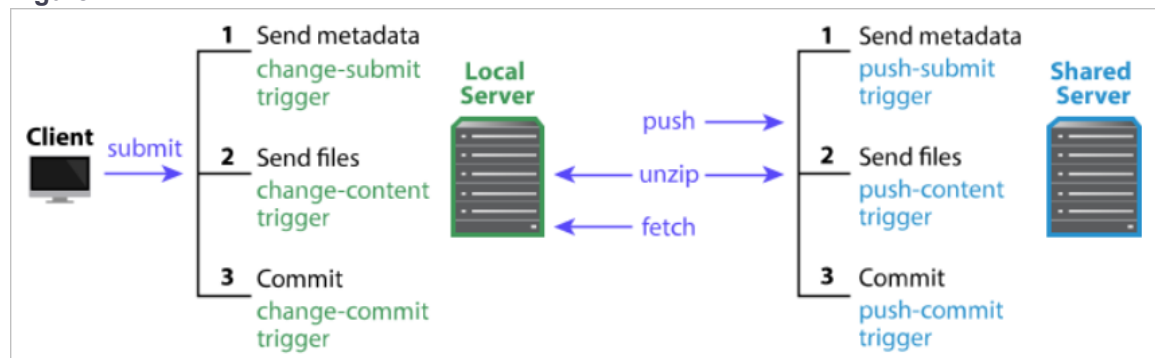 1 Send metadata
change-submit
trigger
Client
submit
2 Send files
change-content
trigger
3 Commit
change-commit
trigger
Local
Server
push
unzip
fetch
1 Send metadata
push-submit
trigger
2 Send files
push-content
trigger
3 Commit
push-commit
trigger
Shared
Server